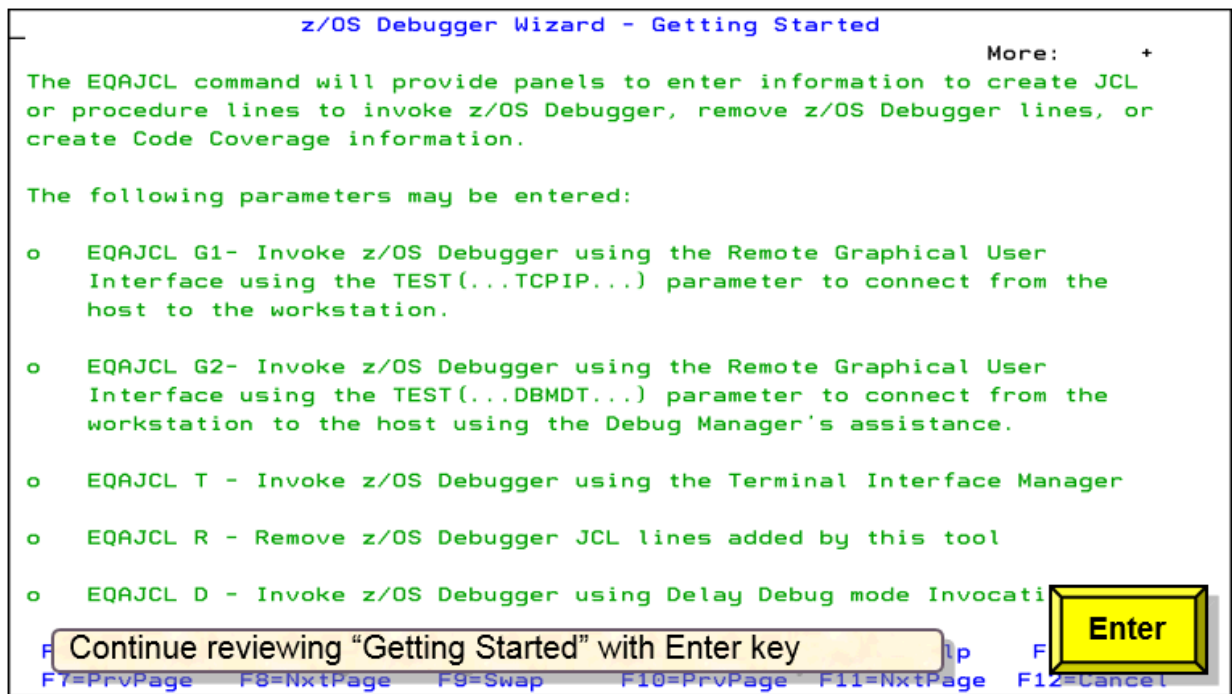 z/OS Debugger Wizard - Getting Started
More:     +
The EQAJCL command will provide panels to enter information to create JCL
or procedure lines to invoke z/OS Debugger, remove z/OS Debugger lines, or
create Code Coverage information.
The following parameters may be entered:
o   EQAJCL G1- Invoke z/OS Debugger using the Remote Graphical User
Interface using the TEST(...TCPIP...) parameter to connect from the
host to the workstation.
o   EQAJCL G2- Invoke z/OS Debugger using the Remote Graphical User
Interface using the TEST(...DBMDT...) parameter to connect from the
workstation to the host using the Debug Manager's assistance.
o   EQAJCL T - Invoke z/OS Debugger using the Terminal Interface Manager
o   EQAJCL R - Remove z/OS Debugger JCL lines added by this tool
o   EQAJCL D - Invoke z/OS Debugger using Delay Debug mode Invocati
Enter
Continue reviewing “Getting Started” with Enter key
F7=PrvPage   F8=NxtPage   F9=Swap   F10=PrvPage   F11=NxtPage   F12=Cancel